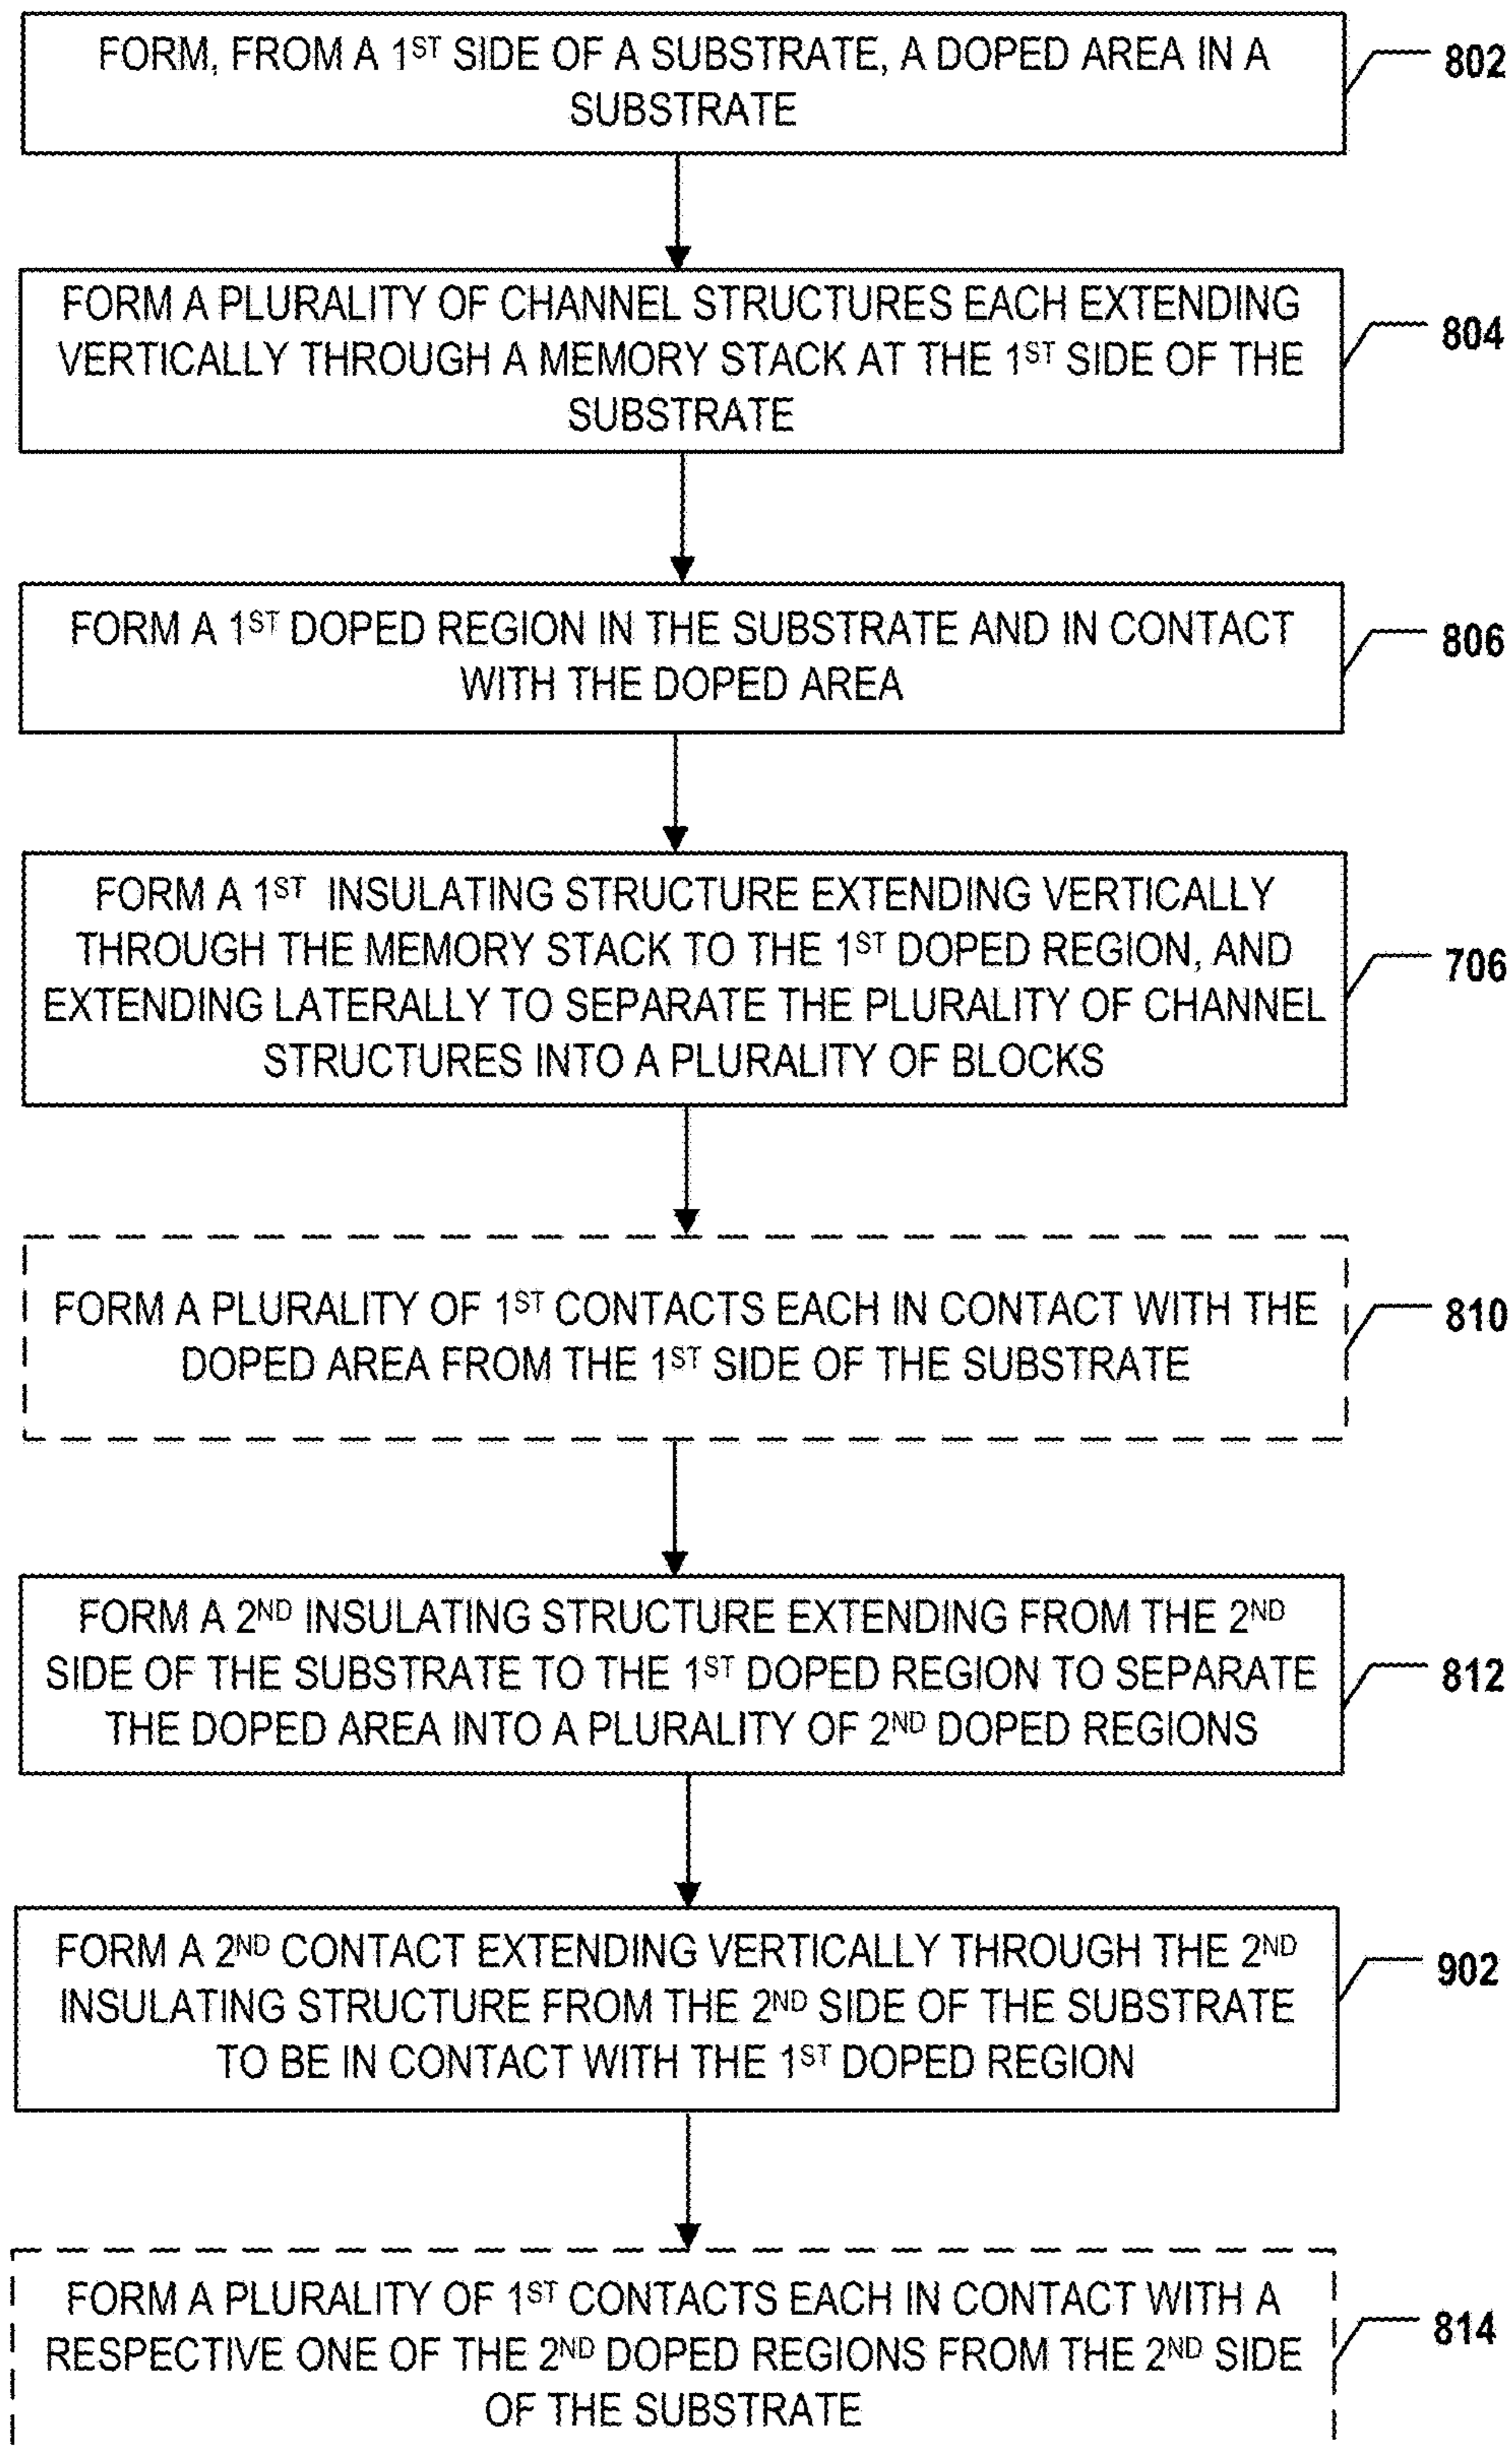 FORM, FROM A 1ST SIDE OF A SUBSTRATE, A DOPED AREA IN A
SUBSTRATE
802
FORM A PLURALITY OF CHANNEL STRUCTURES EACH EXTENDING
VERTICALLY THROUGH A MEMORY STACK AT THE 1ST SIDE OF THE
SUBSTRATE
804
FORM A 1ST DOPED REGION IN THE SUBSTRATE AND IN CONTACT
WITH THE DOPED AREA
806
FORM A 1ST INSULATING STRUCTURE EXTENDING VERTICALLY
THROUGH THE MEMORY STACK TO THE 1ST DOPED REGION, AND
EXTENDING LATERALLY TO SEPARATE THE PLURALITY OF CHANNEL
STRUCTURES INTO A PLURALITY OF BLOCKS
706
FORM A PLURALITY OF 1ST CONTACTS EACH IN CONTACT WITH THE
DOPED AREA FROM THE 1ST SIDE OF THE SUBSTRATE
810
FORM A 2ND INSULATING STRUCTURE EXTENDING FROM THE 2ND
SIDE OF THE SUBSTRATE TO THE 1ST DOPED REGION TO SEPARATE
THE DOPED AREA INTO A PLURALITY OF 2ND DOPED REGIONS
812
FORM A 2ND CONTACT EXTENDING VERTICALLY THROUGH THE 2ND
INSULATING STRUCTURE FROM THE 2ND SIDE OF THE SUBSTRATE
TO BE IN CONTACT WITH THE 1ST DOPED REGION
902
FORM A PLURALITY OF 1ST CONTACTS EACH IN CONTACT WITH A
RESPECTIVE ONE OF THE 2ND DOPED REGIONS FROM THE 2ND SIDE
OF THE SUBSTRATE
814